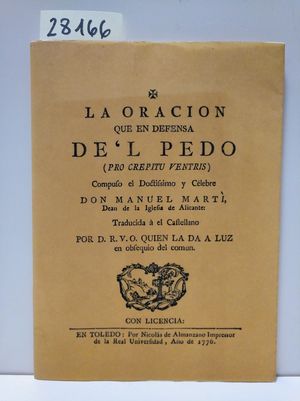 28166
✠
LA ORACION
QUE EN DEFENSA
DE‘L PEDO
(PRO CREPITU VENTRIS)
Compuso el Doctissimo y Célebre
DON MANUEL MARTÌ,
Dean de la Iglesia de Alicante:
Traducida à el Castellano
POR D. R. V. O. QUIEN LA DA A LUZ
en obsequio del comun.
CON LICENCIA:
EN TOLEDO: Por Nicolás de Almanzano Impresor
de la Real Universidad, Año de 1776.